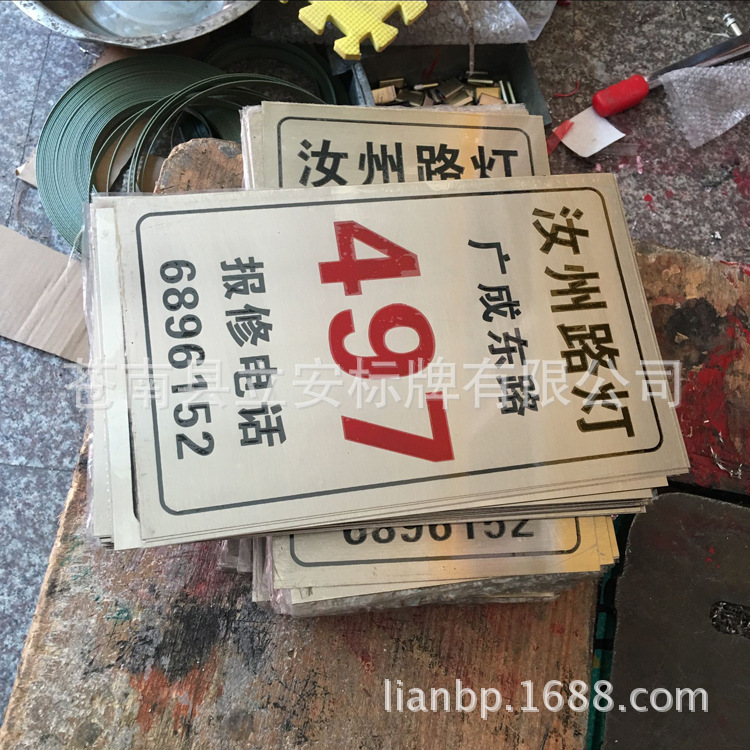 汝州路灯
汝州路灯
广成东路
497
报修电话
6896152
6896152
苍南县立安标牌有限公司
lianbp.1688.com